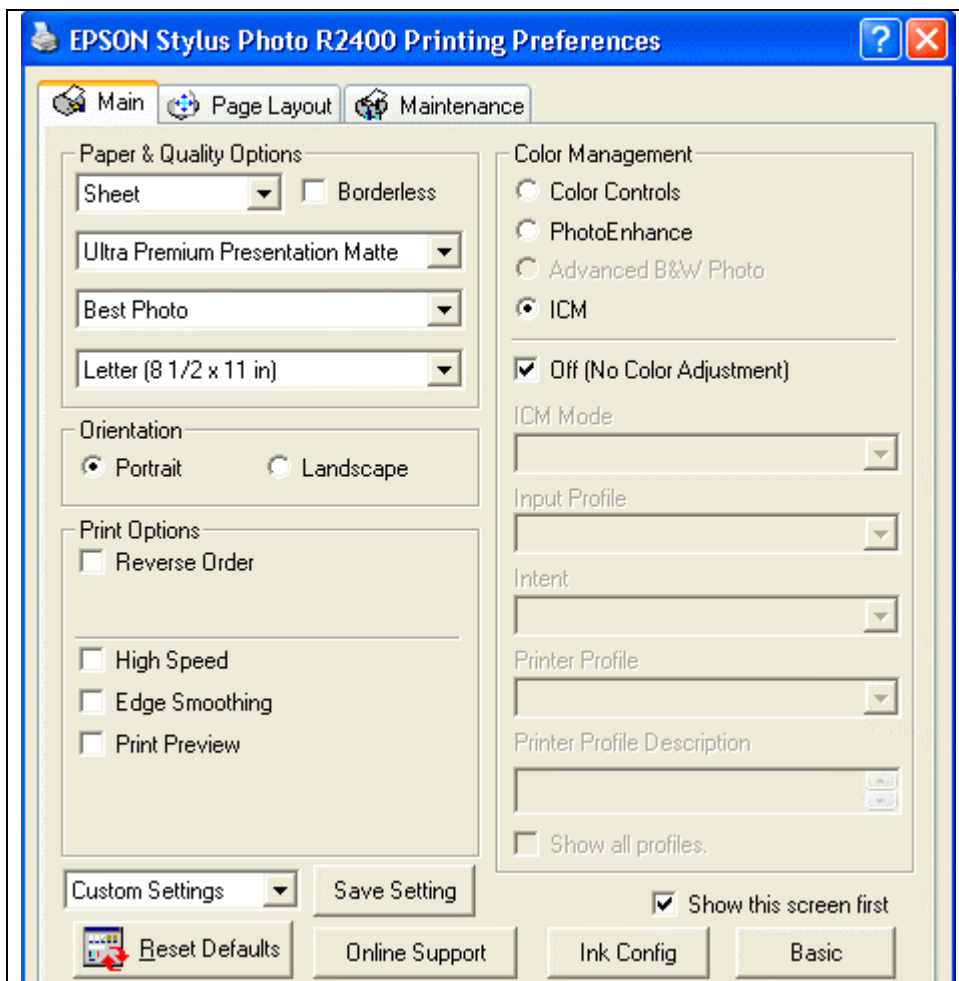 EPSON Stylus Photo R2400 Printing Preferences
?
Main
Page Layout
Maintenance
Paper & Quality Options
Sheet
Borderless
Ultra Premium Presentation Matte
Best Photo
Letter (8 1/2 x 11 in)
Orientation
Portrait
Landscape
Print Options
Reverse Order
High Speed
Edge Smoothing
Print Preview
Color Management
Color Controls
PhotoEnhance
Advanced B&W Photo
ICM
Off (No Color Adjustment)
ICM Mode
Input Profile
Intent
Printer Profile
Printer Profile Description
Show all profiles.
Custom Settings
Save Setting
Show this screen first
Reset Defaults
Online Support
Ink Config
Basic